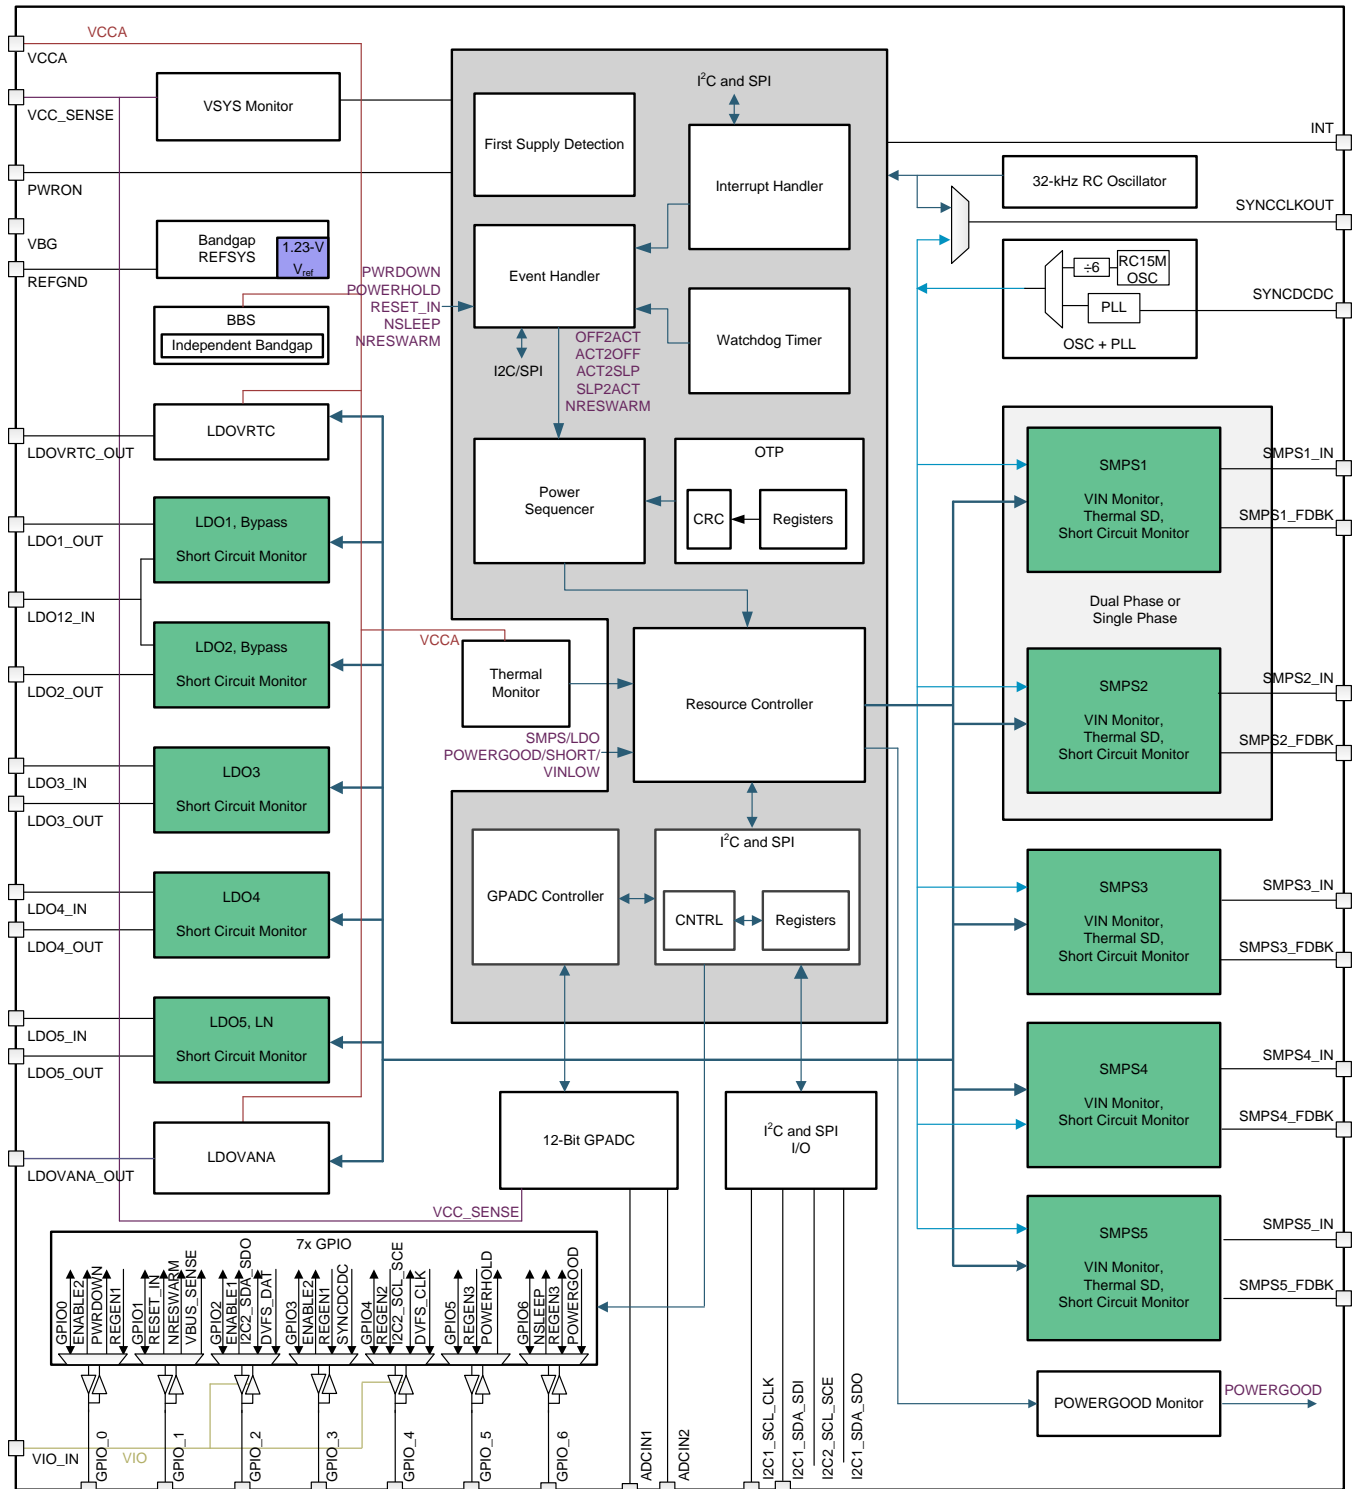 VCCA
VCCA
VCC_SENSE
VSYS Monitor
PWRON
VBG
REFGND
Bandgap
REFSYS
1.23-V
Vref
BBS
Independent Bandgap
PWRDOWN
POWERHOLD
RESET_IN
NSLEEP
NRESWARM
LDOVRTC
LDOVRTC_OUT
LDO1, Bypass
Short Circuit Monitor
LDO1_OUT
LDO12_IN
LDO2, Bypass
Short Circuit Monitor
LDO2_OUT
LDO3
Short Circuit Monitor
LDO3_IN
LDO3_OUT
LDO4
Short Circuit Monitor
LDO4_IN
LDO4_OUT
LDO5, LN
Short Circuit Monitor
LDO5_IN
LDO5_OUT
LDOVANA
LDOVANA_OUT
I2C and SPI
First Supply Detection
Interrupt Handler
Event Handler
I2C/SPI
Watchdog Timer
OFF2ACT
ACT2OFF
ACT2SLP
SLP2ACT
NRESWARM
Power
Sequencer
OTP
CRC
Registers
VCCA
Thermal
Monitor
Resource Controller
SMPS/LDO
POWERGOOD/SHORT/
VINLOW
GPADC Controller
I2C and SPI
CNTRL
Registers
12-Bit GPADC
I2C and SPI
I/O
VCC_SENSE
INT
32-kHz RC Oscillator
SYNCCLKOUT
÷6
RC15M
OSC
PLL
OSC + PLL
SYNCDCDC
SMPS1
VIN Monitor,
Thermal SD,
Short Circuit Monitor
SMPS1_IN
SMPS1_FDBK
Dual Phase or
Single Phase
SMPS2
VIN Monitor,
Thermal SD,
Short Circuit Monitor
SMPS2_IN
SMPS2_FDBK
SMPS3
VIN Monitor,
Thermal SD,
Short Circuit Monitor
SMPS3_IN
SMPS3_FDBK
SMPS4
VIN Monitor,
Short Circuit Monitor
SMPS4_IN
SMPS4_FDBK
SMPS5
VIN Monitor,
Thermal SD,
Short Circuit Monitor
SMPS5_IN
SMPS5_FDBK
POWERGOOD Monitor
POWERGOOD
7x GPIO
GPIO0
ENABLE2
PWRDOWN
REGEN1
GPIO1
RESET_IN
NRESWARM
VBUS_SENSE
GPIO2
ENABLE1
I2C2_SDA_SDO
DVFS_DAT
GPIO3
ENABLE2
REGEN1
SYNCDCDC
GPIO4
REGEN2
I2C2_SCL_SCE
DVFS_CLK
GPIO5
REGEN3
POWERHOLD
GPIO6
NSLEEP
REGEN3
POWERGOOD
VIO_IN
VIO
GPIO_0
GPIO_1
GPIO_2
GPIO_3
GPIO_4
GPIO_5
GPIO_6
ADCIN1
ADCIN2
I2C1_SCL_CLK
I2C1_SDA_SDI
I2C2_SCL_SCE
I2C1_SDA_SDO